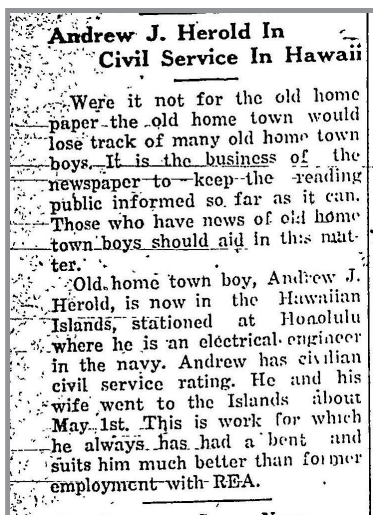 Andrew J. Herold In
Civil Service In Hawaii
Were it not for the old home
paper the old home town would
lose track of many old home town
boys. It is the business of the
newspaper to keep the reading
public informed so far as it can.
Those who have news of old home
town boys should aid in this mat-
ter.
Old home town boy, Andrew J.
Herold, is now in the Hawaiian
Islands, stationed at Honolulu
where he is an electrical engineer
in the navy. Andrew has civilian
civil service rating. He and his
wife went to the Islands about
May 1st. This is work for which
he always has had a bent and
suits him much better than former
employment with REA.